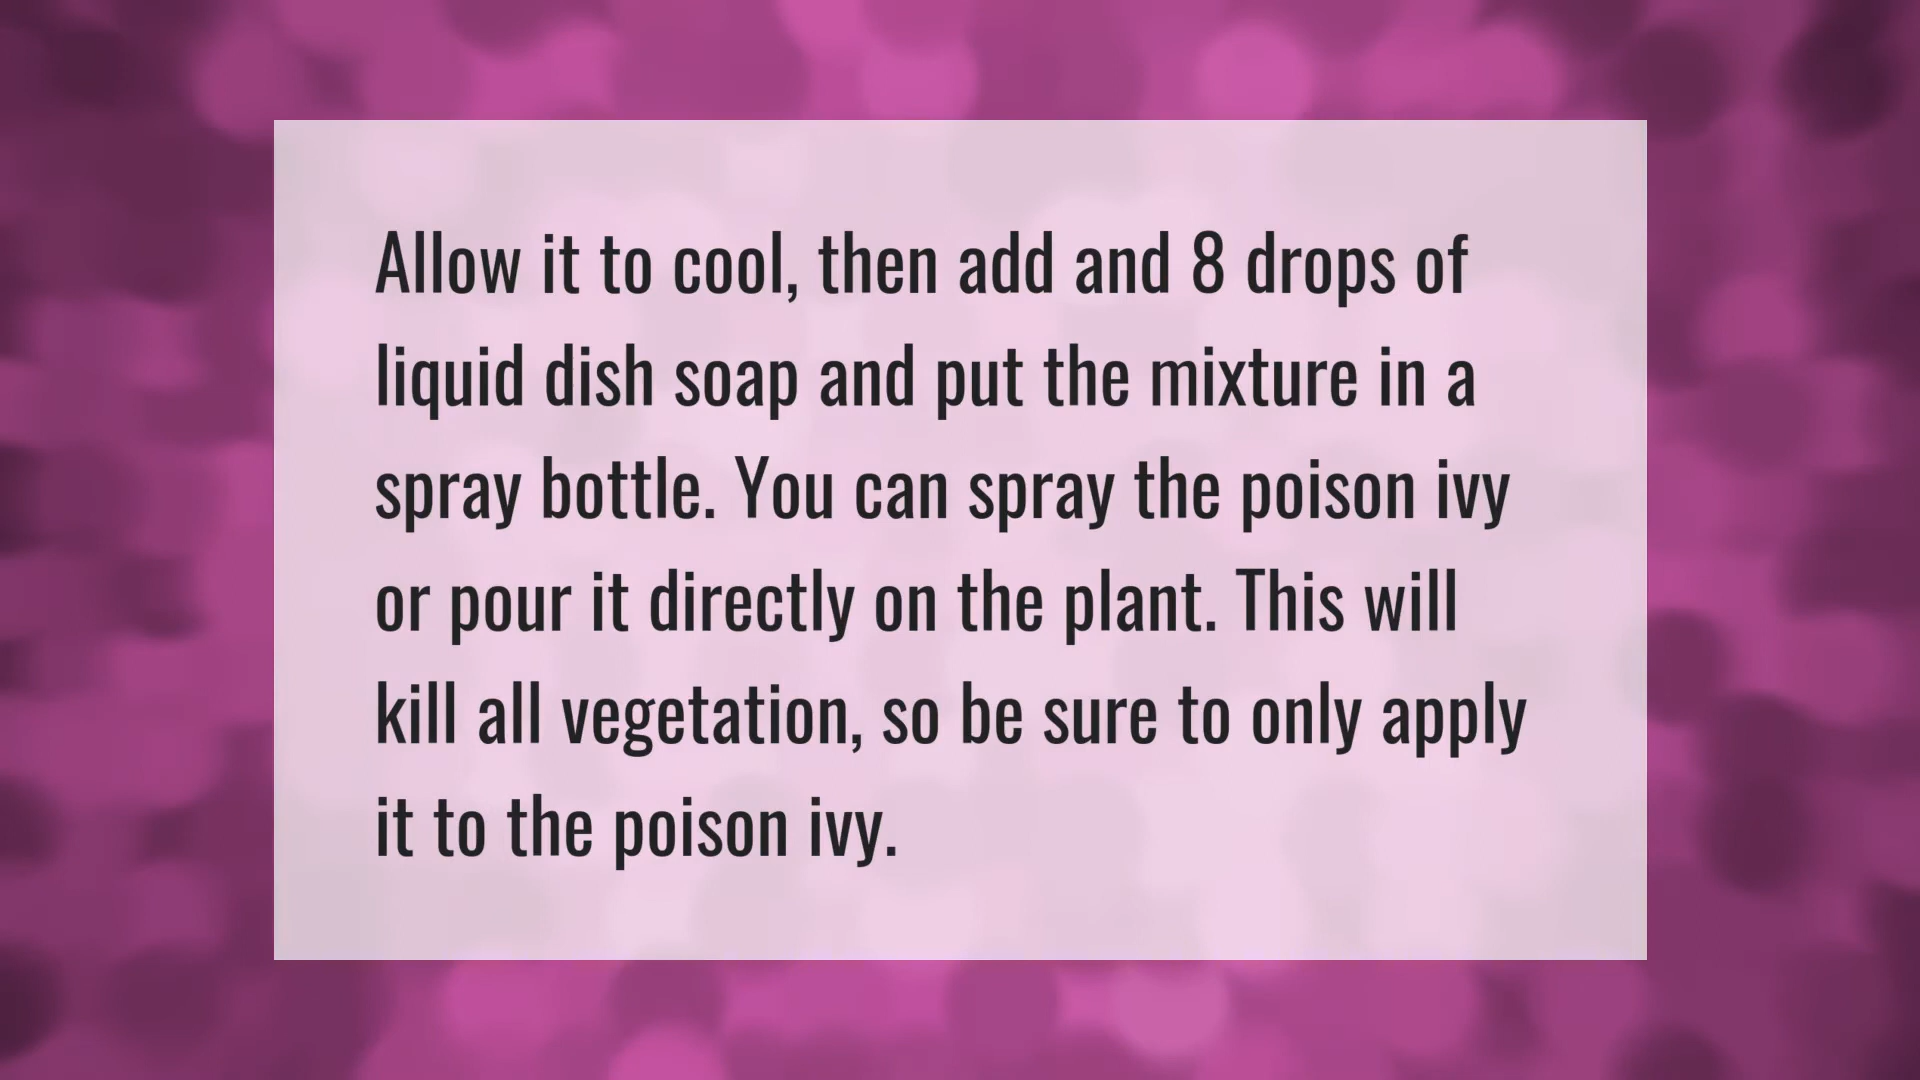 Allow it to cool, then add and 8 drops of
liquid dish soap and put the mixture in a
spray bottle. You can spray the poison ivy
or pour it directly on the plant. This will
kill all vegetation, so be sure to only apply
it to the poison ivy.